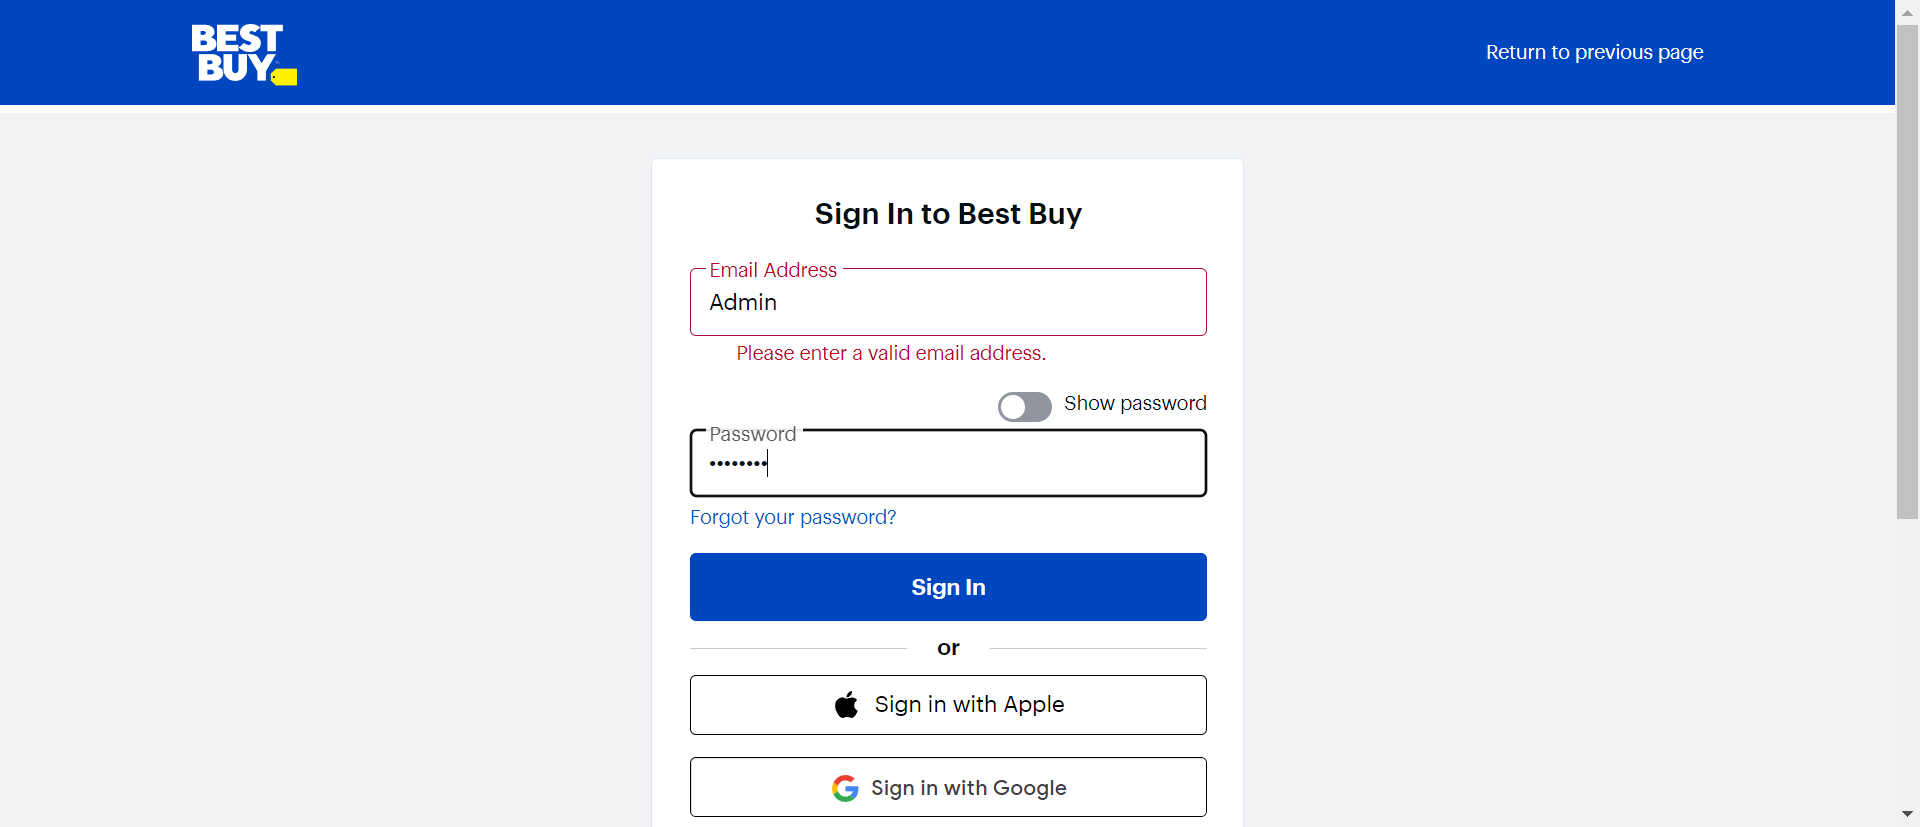 BEST
BUY
Return to previous page
Sign In to Best Buy
Email Address
Admin
Please enter a valid email address.
Show password
Password
••••••••
Forgot your password?
Sign In
or
Sign in with Apple
Sign in with Google